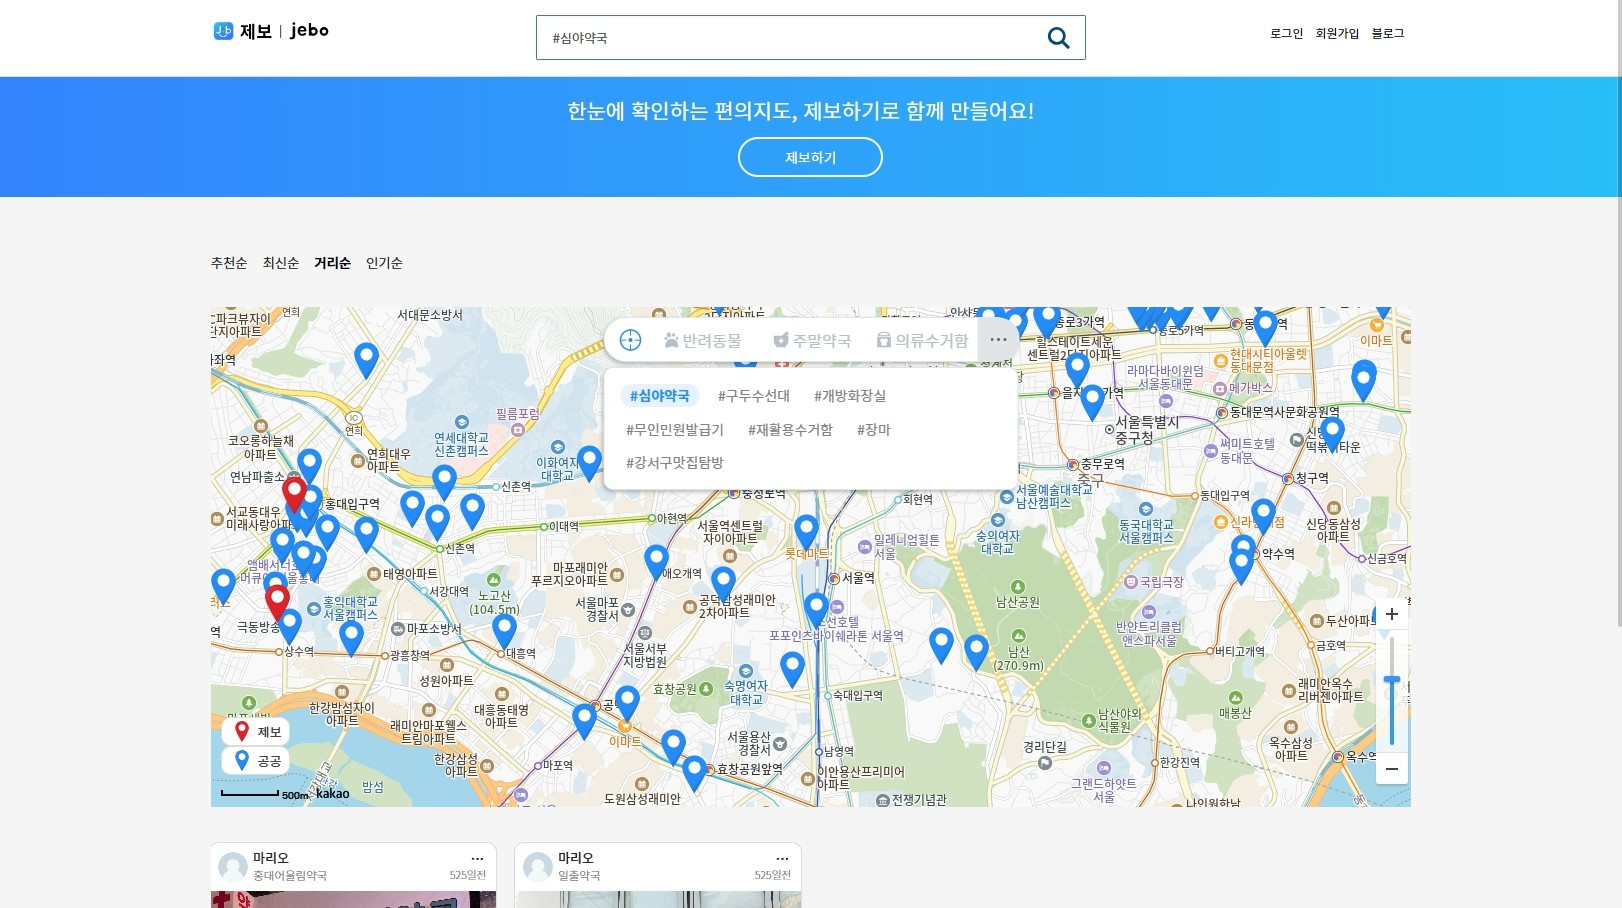 제보 | jebo
#심야약국
로그인 회원가입 블로그
한눈에 확인하는 편의지도, 제보하기로 함께 만들어요!
제보하기
추천순 최신순 거리순 인기순
연희
서대문소방서
종로3가역
종로5가역
이마트
힐스테이트세운
센트럴2단지아파트
반려동물
주말약국
의류수거함
...
#심야약국
#구두수선대
#개방화장실
#무인민원발급기
#재활용수거함
#장마
#강서구맛집탐방
현대시티아울렛
동대문점
라마다바이윈덤
서울동대문
메가박스
동대문역사문화공원역
서울특별시
중구청
써미트호텔
동대문
충무로역
중구
청구역
연희
필름포럼
연세대학교
신촌캠퍼스
코오롱하늘채
아파트
연희대우
아파트
이화여자
대학교
연남파출소
신촌역
홍대입구역
서교동대우
미래사랑아파
이대역
아현역
충정로역
회현역
서울예술대학교
남산캠퍼스
동대입구역
동국대학교
서울캠퍼스
신당동삼성
아파트
약수역
신금호역
숭의여자
대학교
밀레니엄힐튼
서울
서울역센트럴
자이아파트
롯데마트
서울역
신촌역
태영아파트
서강대역
노고산
(104.5m)
마포래미안
푸르지오아파트
애오개역
서울마포
경찰서
공덕삼성래미안
2차아파트
국립극장
남산공원
홍익대학교
서울캠퍼스
극동방송
마포소방서
상수역
광흥창역
대흥역
서울서부
지방법원
포포인츠바이쉐라톤 서울역
반얀트리클럽
앤스파서울
두산아파트
금호역
버티고개역
남산
(270.9m)
성원아파트
효창공원
숙명여자
대학교
숙대입구역
한강밤섬자이
아파트
래미안마포웰스
트림아파트
대흥동태영
아파트
이마트
매봉산
래미안옥수
리버젠아파트
남산야외
식물원
제보
공공
서울용산
경찰서
남영역
경리단길
옥수삼성
아파트
옥수역
한강삼성
아파트
마포역
효창공원앞역
이안용산프리미어
아파트
한강진역
그랜드하얏트
서울
밤섬
500m kakao
도원삼성래미안
전쟁기념관
나인원한남
마리오
홍대어울림약국
525일전
마리오
일출약국
525일전